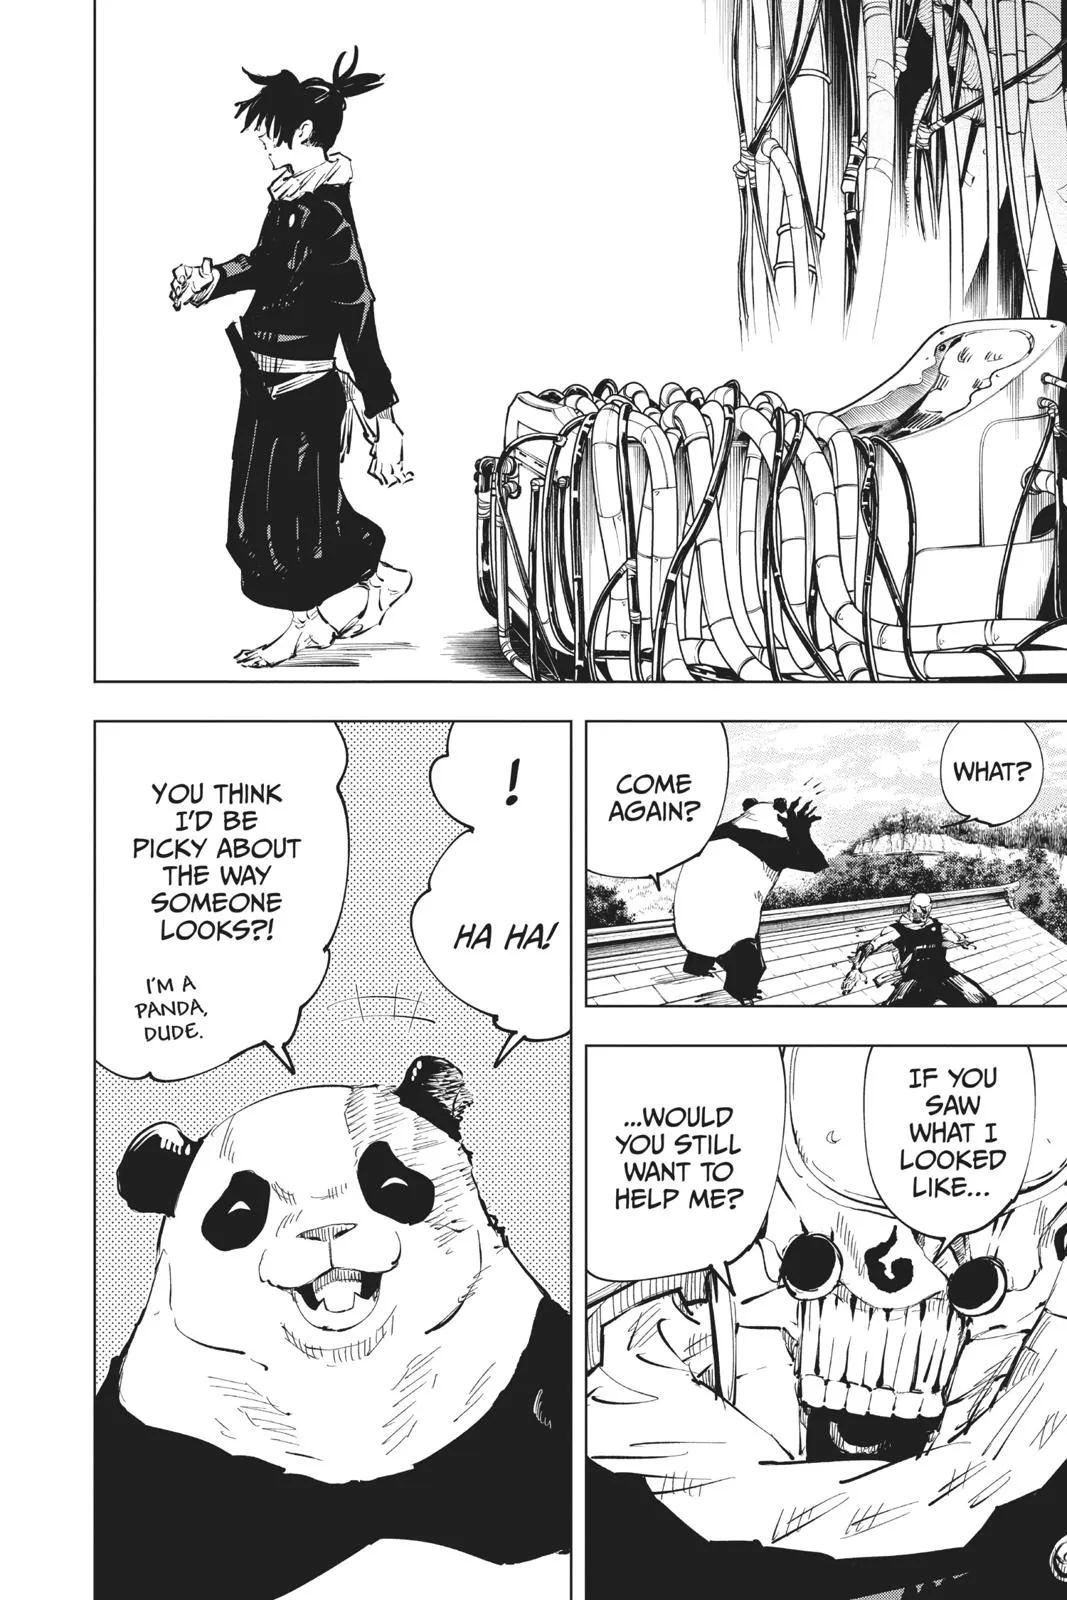 WHAT?
COME
AGAIN?
IF YOU
SAW
WHAT I
LOOKED
LIKE...
...WOULD
YOU STILL
WANT TO
HELP ME?
!
HA HA!
YOU THINK
I'D BE
PICKY ABOUT
THE WAY
SOMEONE
LOOKS?!
I'M A
PANDA,
DUDE.